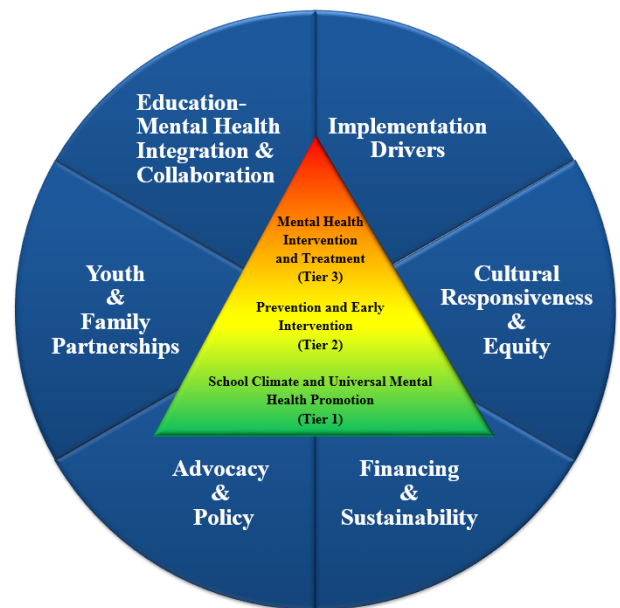 Education-
Mental Health
Integration &
Collaboration
Implementation
Drivers
Mental Health
Intervention
and Treatment
(Tier 3)
Youth
&
Family
Partnerships
Cultural
Responsiveness
&
Equity
Prevention and Early
Intervention
(Tier 2)
School Climate and Universal Mental
Health Promotion
(Tier 1)
Advocacy
&
Policy
Financing
&
Sustainability